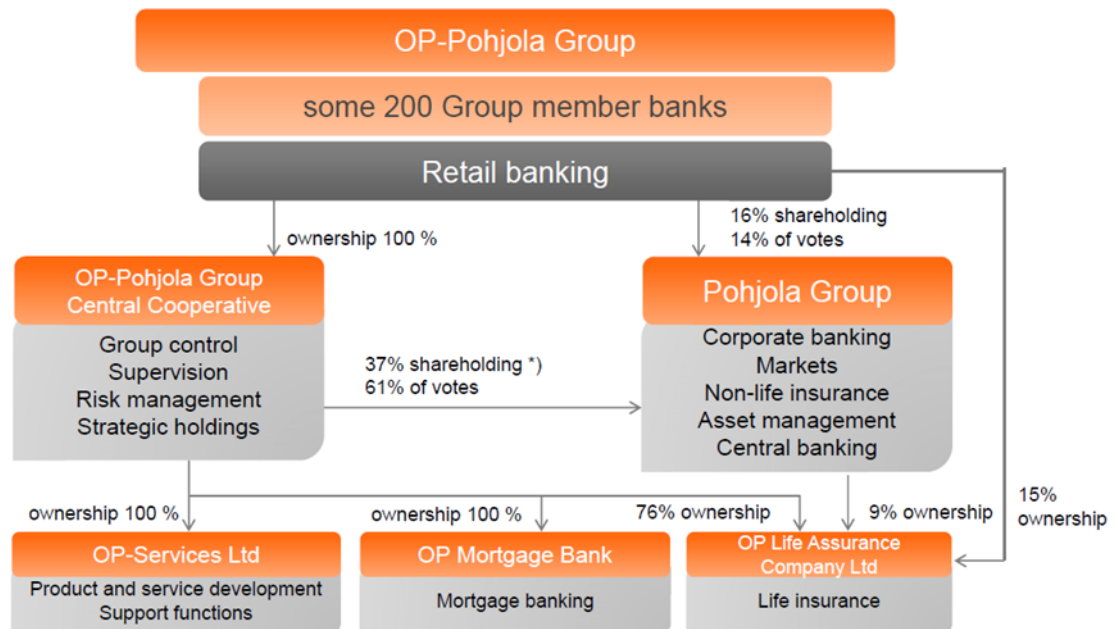 OP-Pohjola Group
some 200 Group member banks
Retail banking
ownership 100 %
16% shareholding
14% of votes
OP-Pohjola Group
Central Cooperative
Group control
Supervision
Risk management
Strategic holdings
37% shareholding *)
61% of votes
Pohjola Group
Corporate banking
Markets
Non-life insurance
Asset management
Central banking
ownership 100 %
ownership 100 %
76% ownership
9% ownership
15%
ownership
OP-Services Ltd
Product and service development
Support functions
OP Mortgage Bank
Mortgage banking
OP Life Assurance
Company Ltd
Life insurance